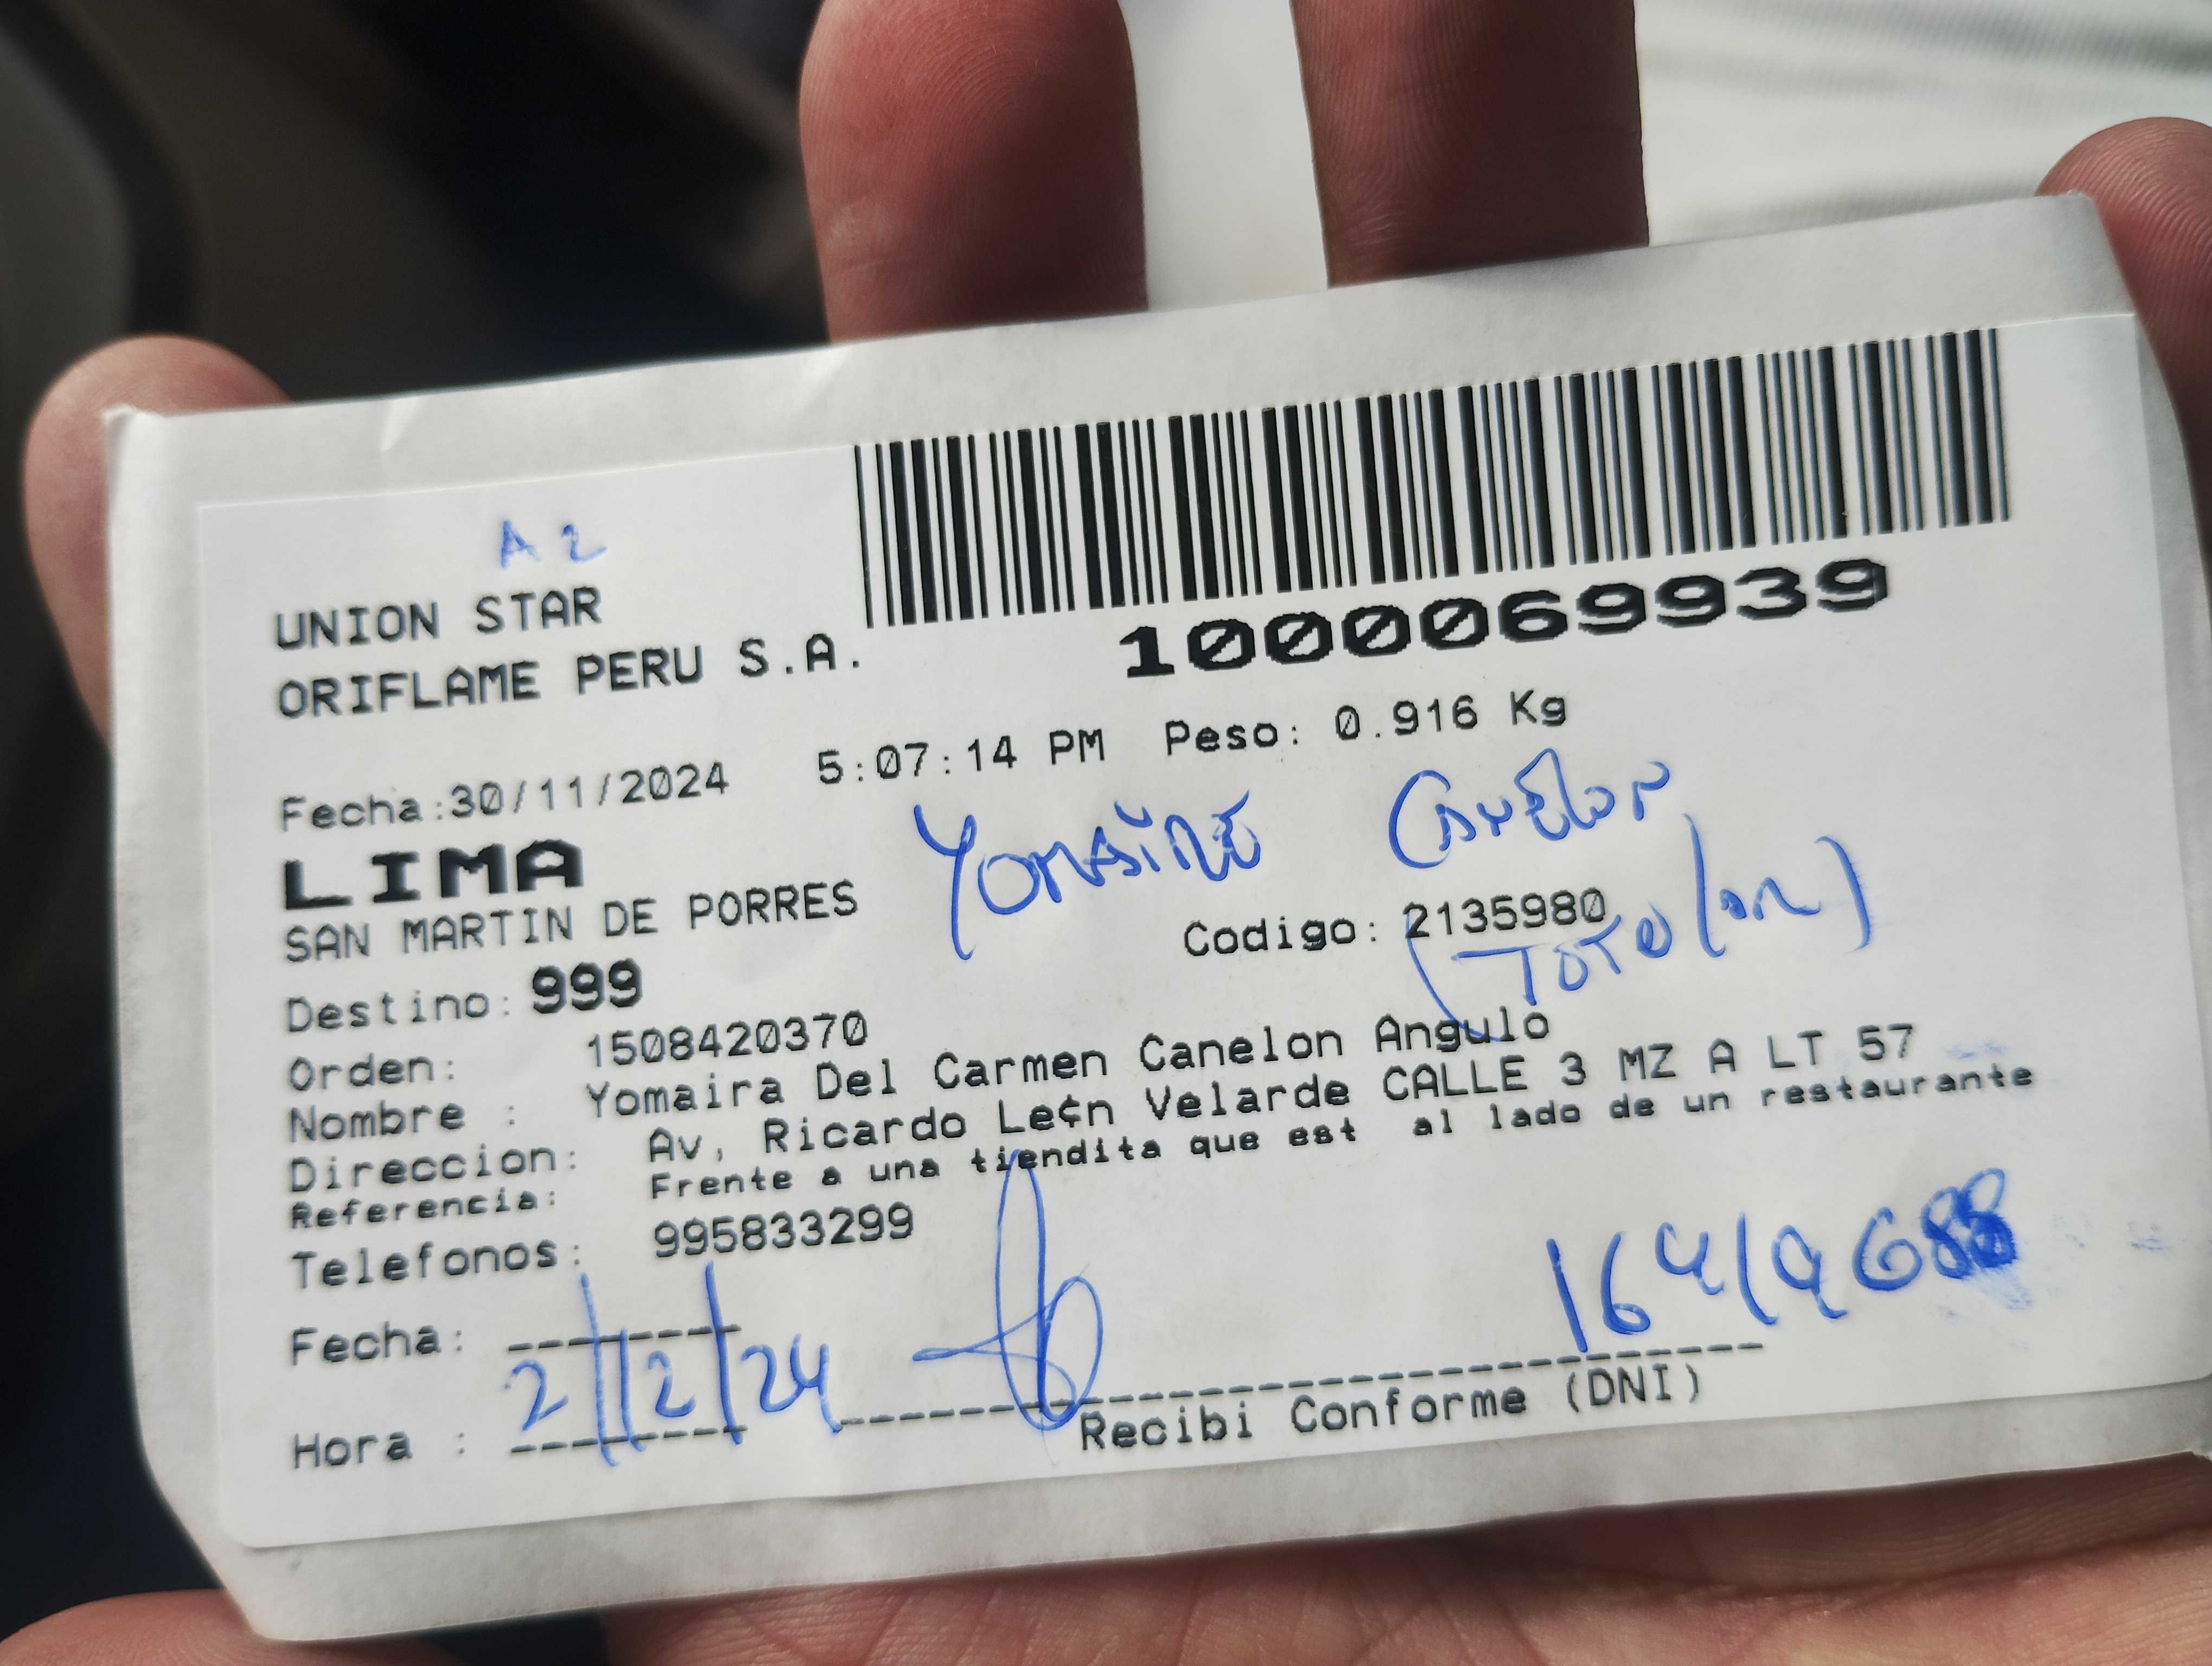 A2
UNION STAR
ORIFLAME PERU S.A.
1000069939
Fecha:30/11/2024 5:07:14 PM Peso: 0.916 Kg
LIMA
SAN MARTIN DE PORRES
Canelon
Codigo: 2135980
Destino: 999
Orden: 1508420370
Nombre : Yomaira Del Carmen Canelon Angulo
Direccion: Av, Ricardo Le¢n Velarde CALLE 3 MZ A LT 57
Referencia: Frente a una tiendita que est al lado de un restaurante
Telefonos: 995833299
Fecha: 2/12/24
Hora :
Recibi Conforme (DNI)